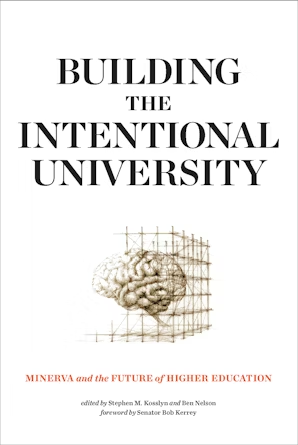 BUILDING
THE
INTENTIONAL
UNIVERSITY
MINERVA and the FUTURE of HIGHER EDUCATION
edited by Stephen M. Kosslyn and Ben Nelson
foreword by Senator Bob Kerrey